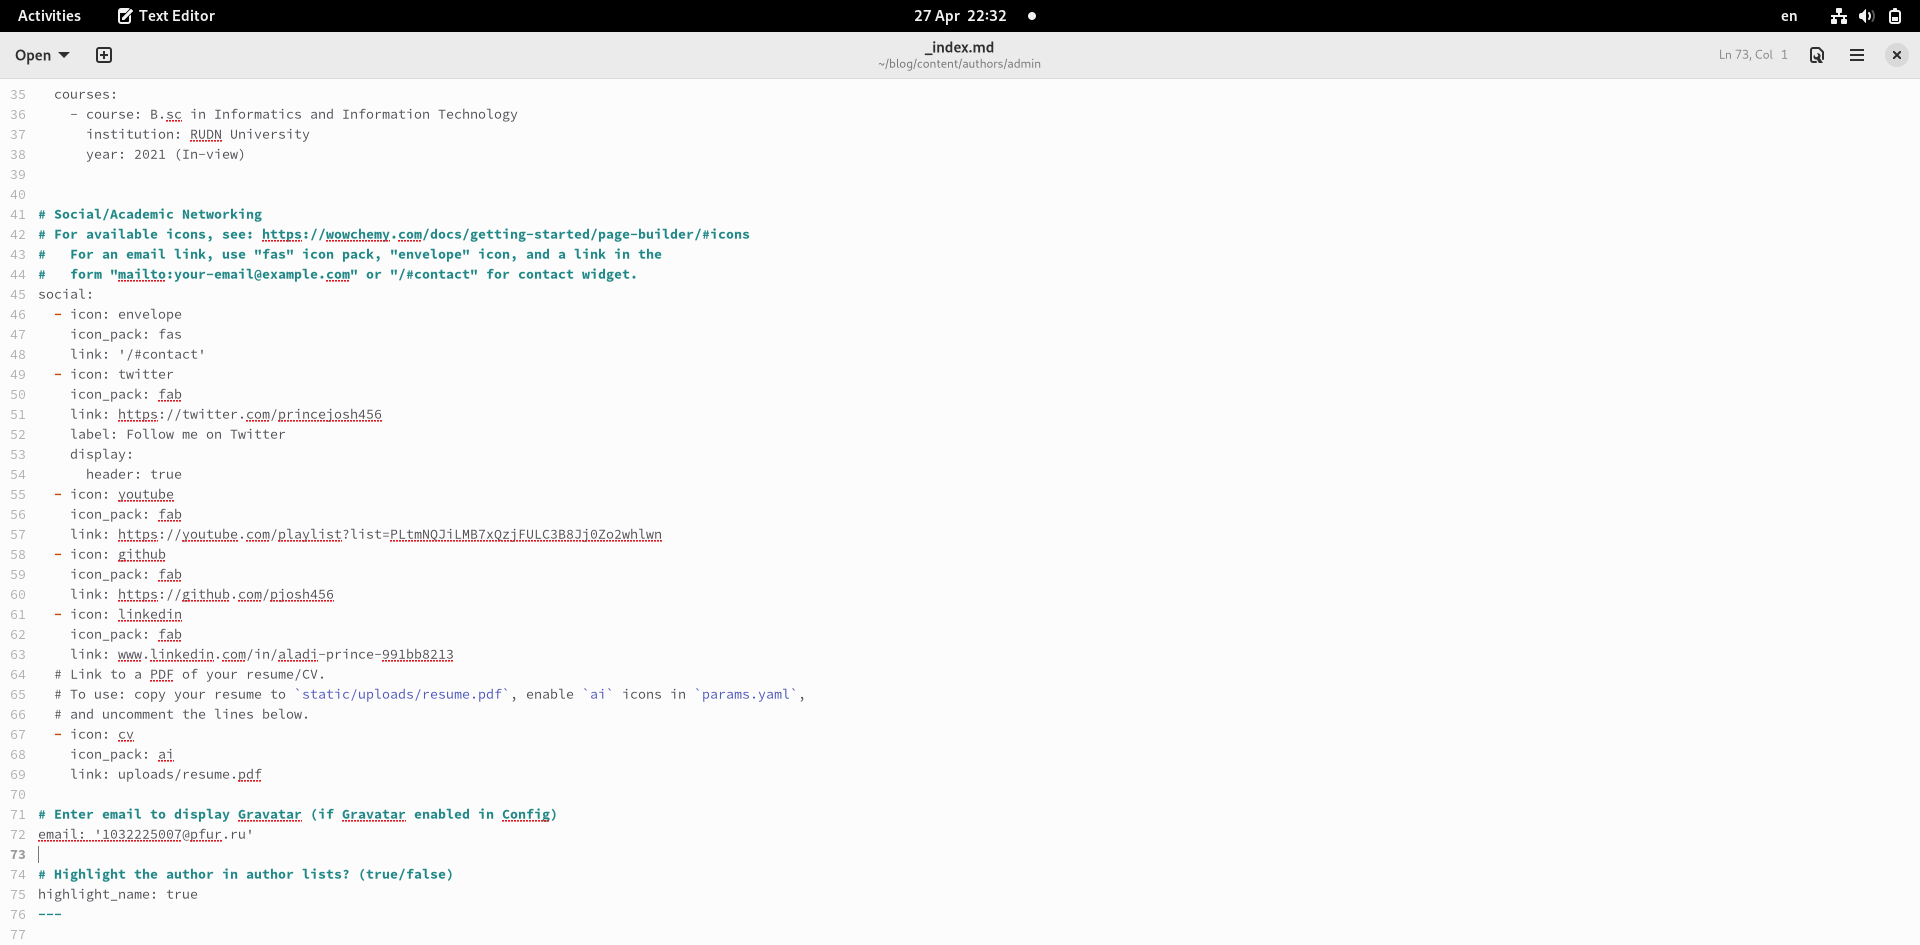 Activities Text Editor 27 Apr 22:32 en
Open _index.md Ln 73, Col 1
~/blog/content/authors/admin
35 courses:
36 - course: B.sc in Informatics and Information Technology
37 institution: RUDN University
38 year: 2021 (In-view)
39
40
41 # Social/Academic Networking
42 # For available icons, see: https://wowchemy.com/docs/getting-started/page-builder/#icons
43 # For an email link, use "fas" icon pack, "envelope" icon, and a link in the
44 # form "mailto:your-email@example.com" or "/#contact" for contact widget.
45 social:
46 - icon: envelope
47 icon_pack: fas
48 link: '/#contact'
49 - icon: twitter
50 icon_pack: fab
51 link: https://twitter.com/princejosh456
52 label: Follow me on Twitter
53 display:
54 header: true
55 - icon: youtube
56 icon_pack: fab
57 link: https://youtube.com/playlist?list=PLtmNQJiLMB7xQzjFULC3B8Jj0Zo2whlwn
58 - icon: github
59 icon_pack: fab
60 link: https://github.com/pjosh456
61 - icon: linkedin
62 icon_pack: fab
63 link: www.linkedin.com/in/aladi-prince-991bb8213
64 # Link to a PDF of your resume/CV.
65 # To use: copy your resume to `static/uploads/resume.pdf`, enable `ai` icons in `params.yaml`,
66 # and uncomment the lines below.
67 - icon: cv
68 icon_pack: ai
69 link: uploads/resume.pdf
70
71 # Enter email to display Gravatar (if Gravatar enabled in Config)
72 email: '1032225007@pfur.ru'
73
74 # Highlight the author in author lists? (true/false)
75 highlight_name: true
76 ---
77